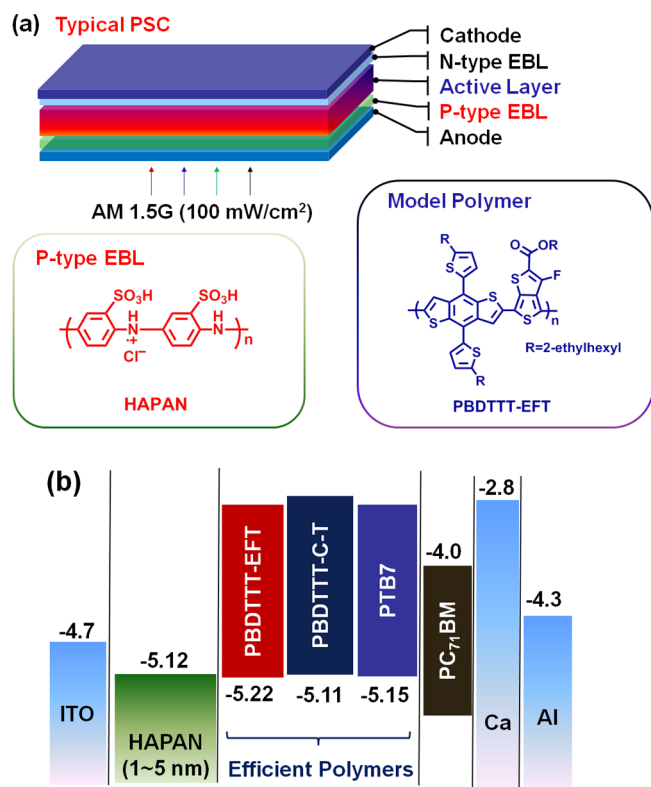 (a) Typical PSC
Cathode
N-type EBL
Active Layer
P-type EBL
Anode
AM 1.5G (100 mW/cm²)
P-type EBL
SO₃H
SO₃H
H
N
H
N
n
·+
Cl⁻
HAPAN
Model Polymer
R
O
OR
S
S
F
S
S
S
n
S
R
R=2-ethylhexyl
PBDTTT-EFT
(b)
-2.8
-4.0
-4.3
-4.7
-5.12
PBDTTT-EFT
PBDTTT-C-T
PTB7
PC₇₁BM
-5.22
-5.11
-5.15
ITO
HAPAN
(1~5 nm)
Efficient Polymers
Ca
Al